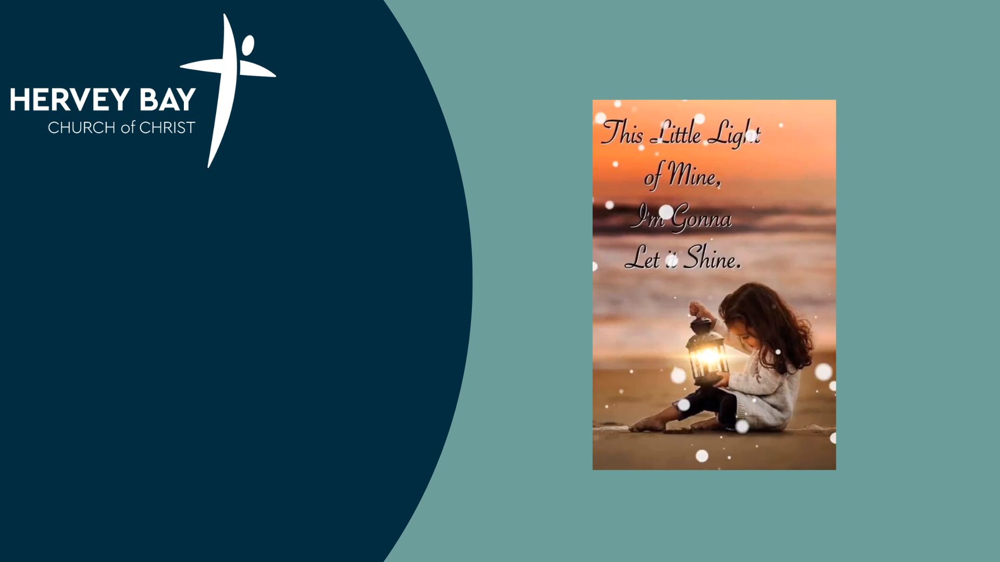 HERVEY BAY
CHURCH of CHRIST
This Little Light
of Mine,
I'm Gonna
Let it Shine.